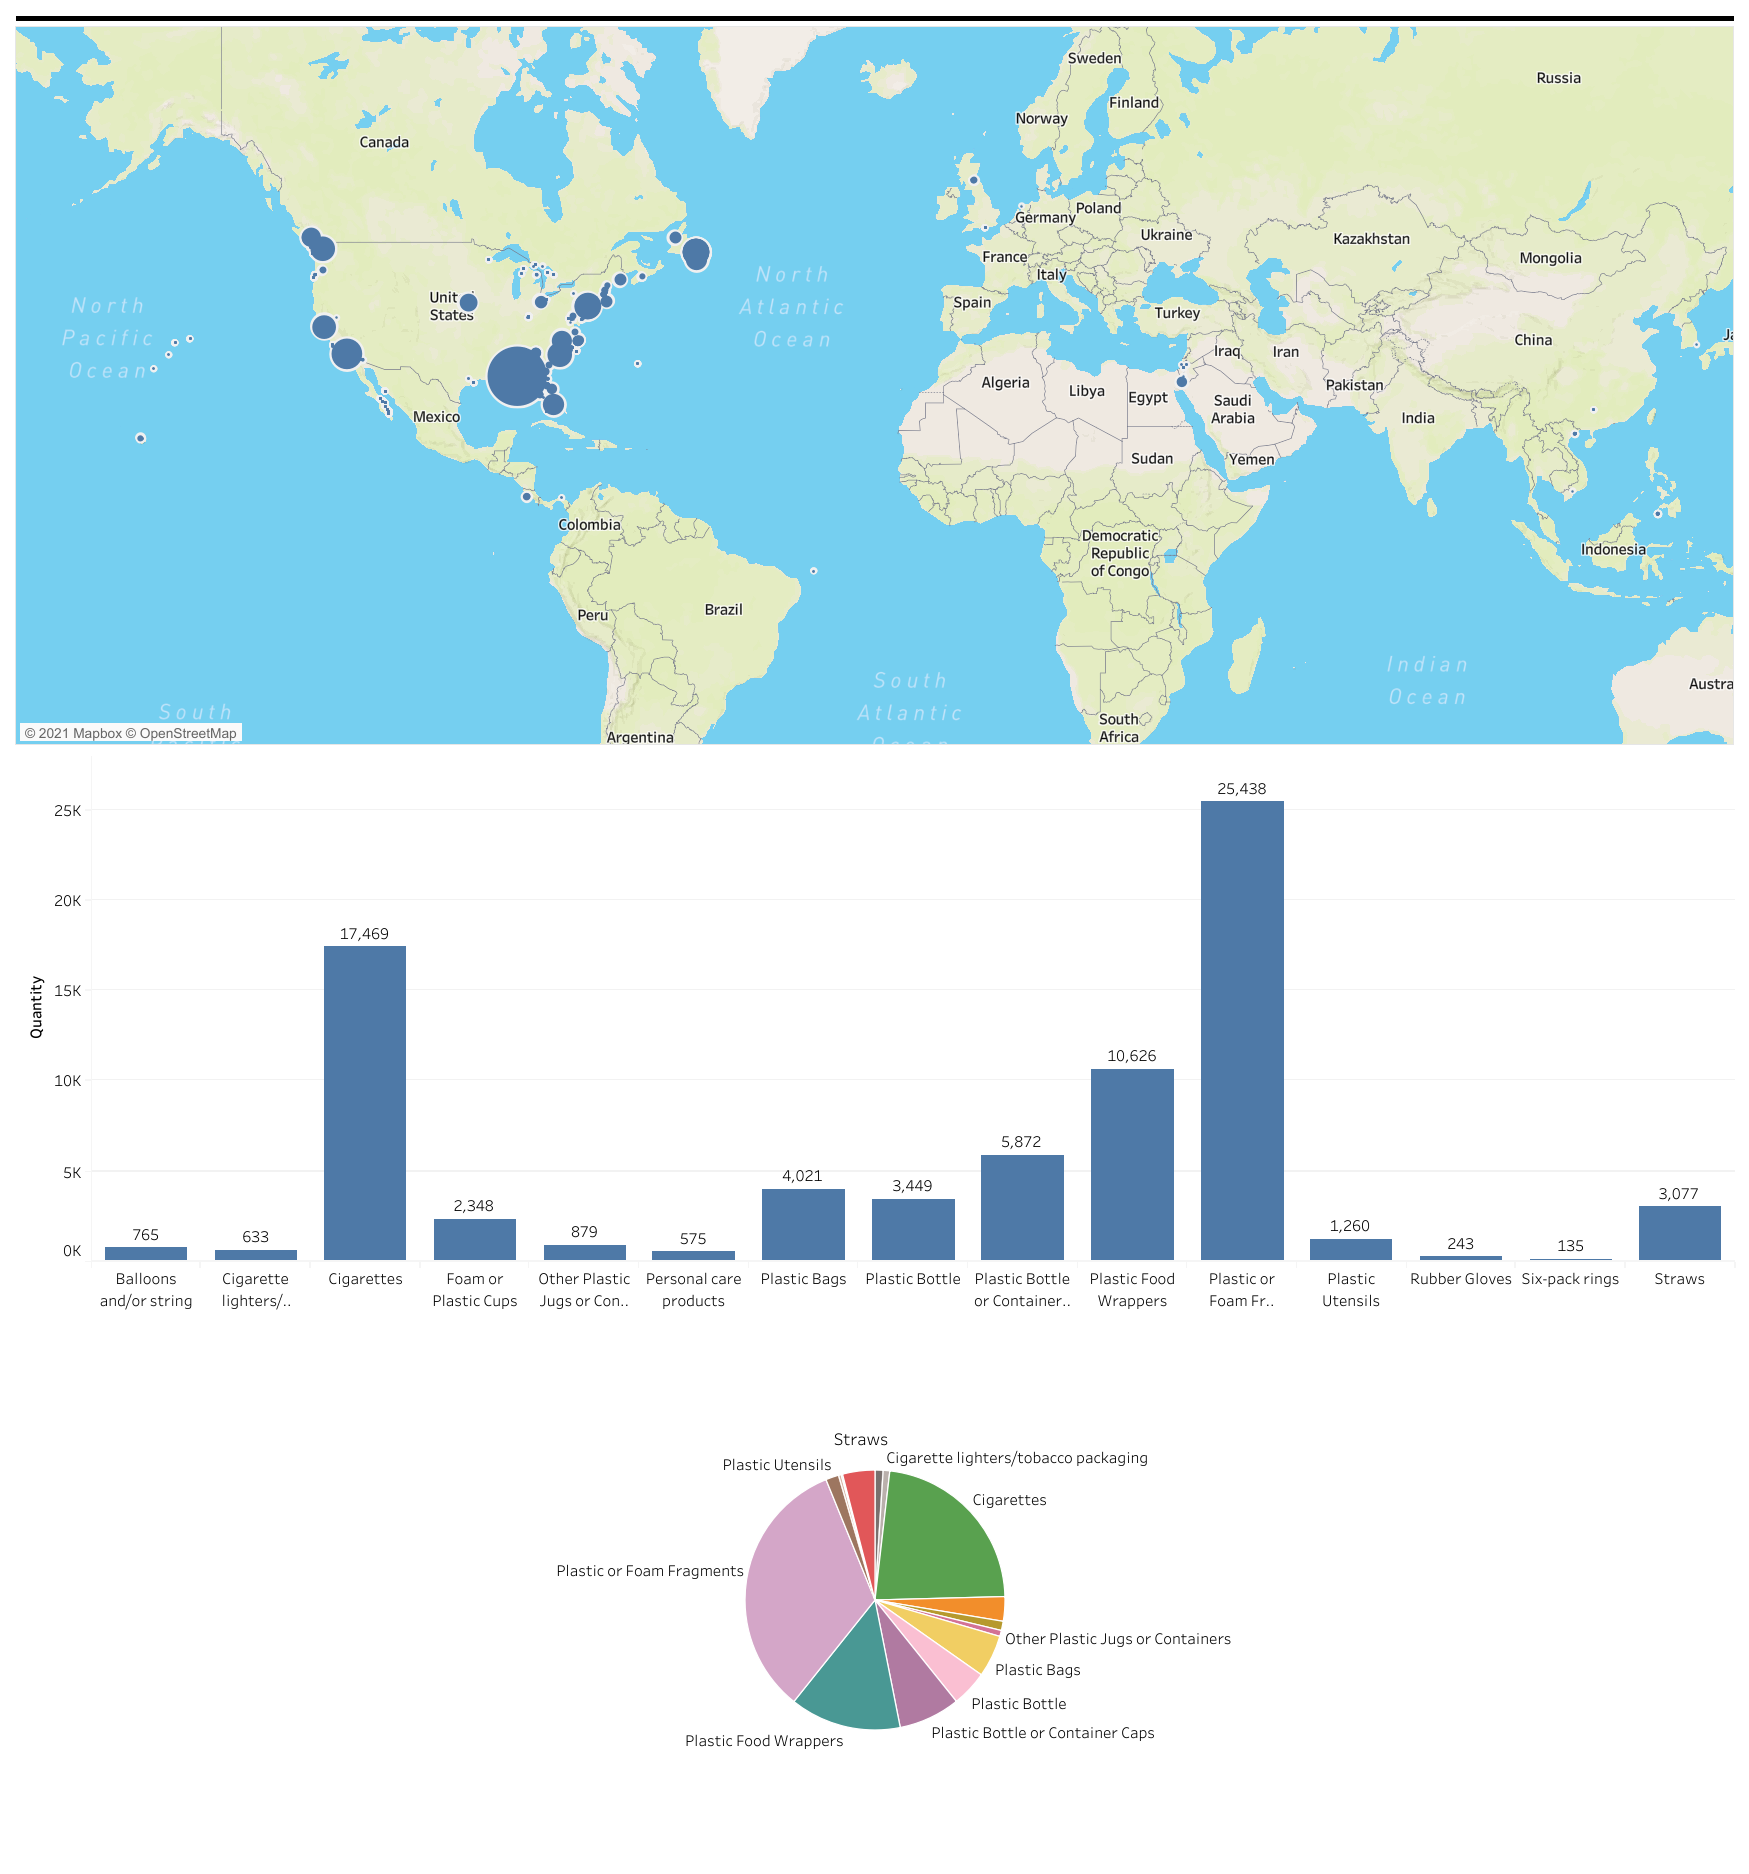 Sweden
Russia
Finland
Norway
Canada
Poland
Germany
Ukraine
Kazakhstan
France
Mongolia
Italy
North
Atlantic
Ocean
North
Pacific
Ocean
Unit
States
Spain
Turkey
China
Iraq
Iran
Algeria
Libya
Egypt
Pakistan
Saudi
Arabia
Mexico
India
Sudan
Yemen
Colombia
Democratic
Republic
of Congo
Indonesia
Peru
Brazil
Indian
Ocean
South
Atlantic
Ocean
Austra
South
South
Africa
Argentina
© 2021 Mapbox © OpenStreetMap
25K
20K
15K
10K
5K
0K
Quantity
765
633
17,469
2,348
879
575
4,021
3,449
5,872
10,626
25,438
1,260
243
135
3,077
Balloons
and/or string
Cigarette
lighters/..
Cigarettes
Foam or
Plastic Cups
Other Plastic
Jugs or Con..
Personal care
products
Plastic Bags
Plastic Bottle
Plastic Bottle
or Container..
Plastic Food
Wrappers
Plastic or
Foam Fr..
Plastic
Utensils
Rubber Gloves
Six-pack rings
Straws
Straws
Cigarette lighters/tobacco packaging
Plastic Utensils
Cigarettes
Plastic or Foam Fragments
Other Plastic Jugs or Containers
Plastic Bags
Plastic Bottle
Plastic Bottle or Container Caps
Plastic Food Wrappers